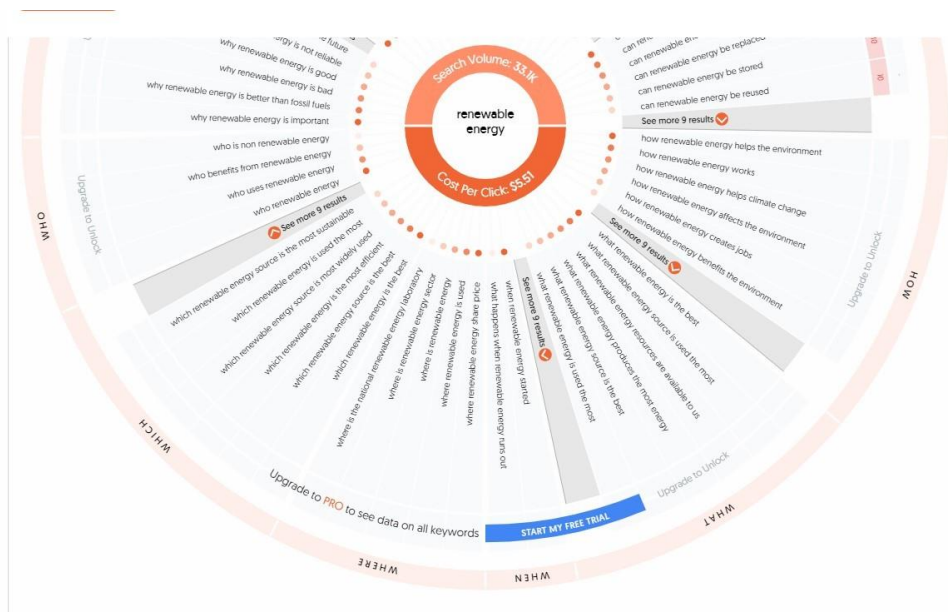 Search Volume: 33.1K
renewable
energy
Cost Per Click: $5.51
the future
energy is not reliable
why renewable energy is good
why renewable energy is bad
why renewable energy is better than fossil fuels
why renewable energy is important
who is non renewable energy
who benefits from renewable energy
who uses renewable energy
who renewable energy
See more 9 results
Upgrade to Unlock
WHO
which renewable energy source is the most sustainable
which renewable energy is used the most
which renewable energy source is most widely used
which renewable energy is the most efficient
which renewable energy source is the best
which renewable energy is the best
WHICH
where is the national renewable energy laboratory
where is renewable energy sector
where is renewable energy
where renewable energy is used
where renewable energy share price
WHERE
what happens when renewable energy runs out
when renewable energy started
See more 9 results
WHEN
what renewable energy is used the most
what renewable energy source is the best
what renewable energy produces the most energy
what renewable energy resources are available to us
what renewable energy source is used the most
what renewable energy is the best
See more 9 results
Upgrade to Unlock
WHAT
how renewable energy benefits the environment
how renewable energy creates jobs
how renewable energy affects the environment
how renewable energy helps climate change
how renewable energy works
how renewable energy helps the environment
See more 9 results
Upgrade to Unlock
HOW
can renewable energy be reused
can renewable energy be stored
can renewable energy be replaced
can renewable
10
10
Upgrade to PRO to see data on all keywords
START MY FREE TRIAL